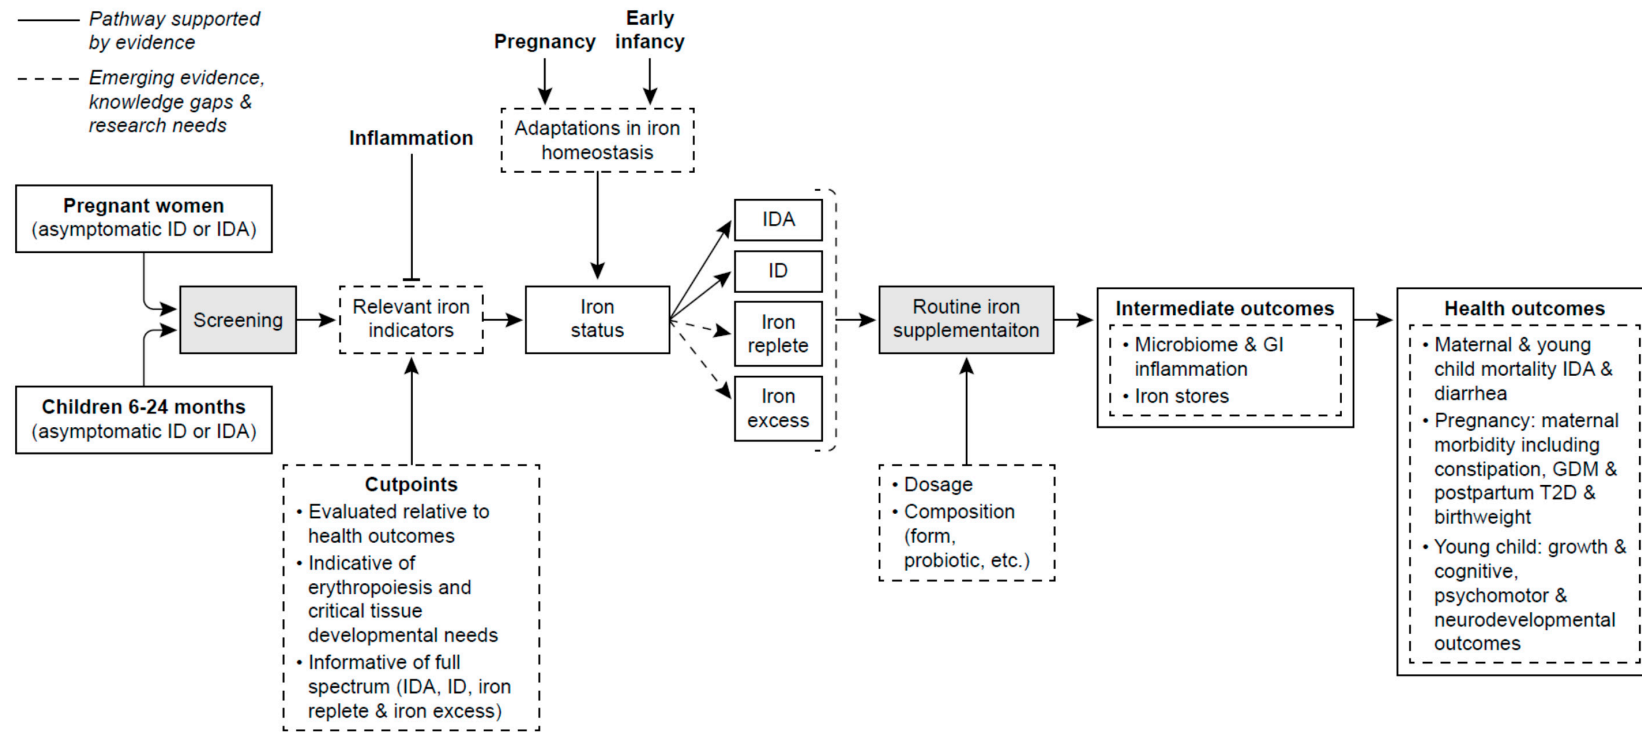 Pathway supported
by evidence
Emerging evidence,
knowledge gaps &
research needs
Pregnancy
Early
infancy
Inflammation
Adaptations in iron
homeostasis
Pregnant women
(asymptomatic ID or IDA)
Screening
Children 6-24 months
(asymptomatic ID or IDA)
Relevant iron
indicators
Cutpoints
• Evaluated relative to
health outcomes
• Indicative of
erythropoiesis and
critical tissue
developmental needs
• Informative of full
spectrum (IDA, ID, iron
replete & iron excess)
Iron
status
IDA
ID
Iron
replete
Iron
excess
Routine iron
supplementaiton
• Dosage
• Composition
(form,
probiotic, etc.)
Intermediate outcomes
• Microbiome & GI
inflammation
• Iron stores
Health outcomes
• Maternal & young
child mortality IDA &
diarrhea
• Pregnancy: maternal
morbidity including
constipation, GDM &
postpartum T2D &
birthweight
• Young child: growth &
cognitive,
psychomotor &
neurodevelopmental
outcomes